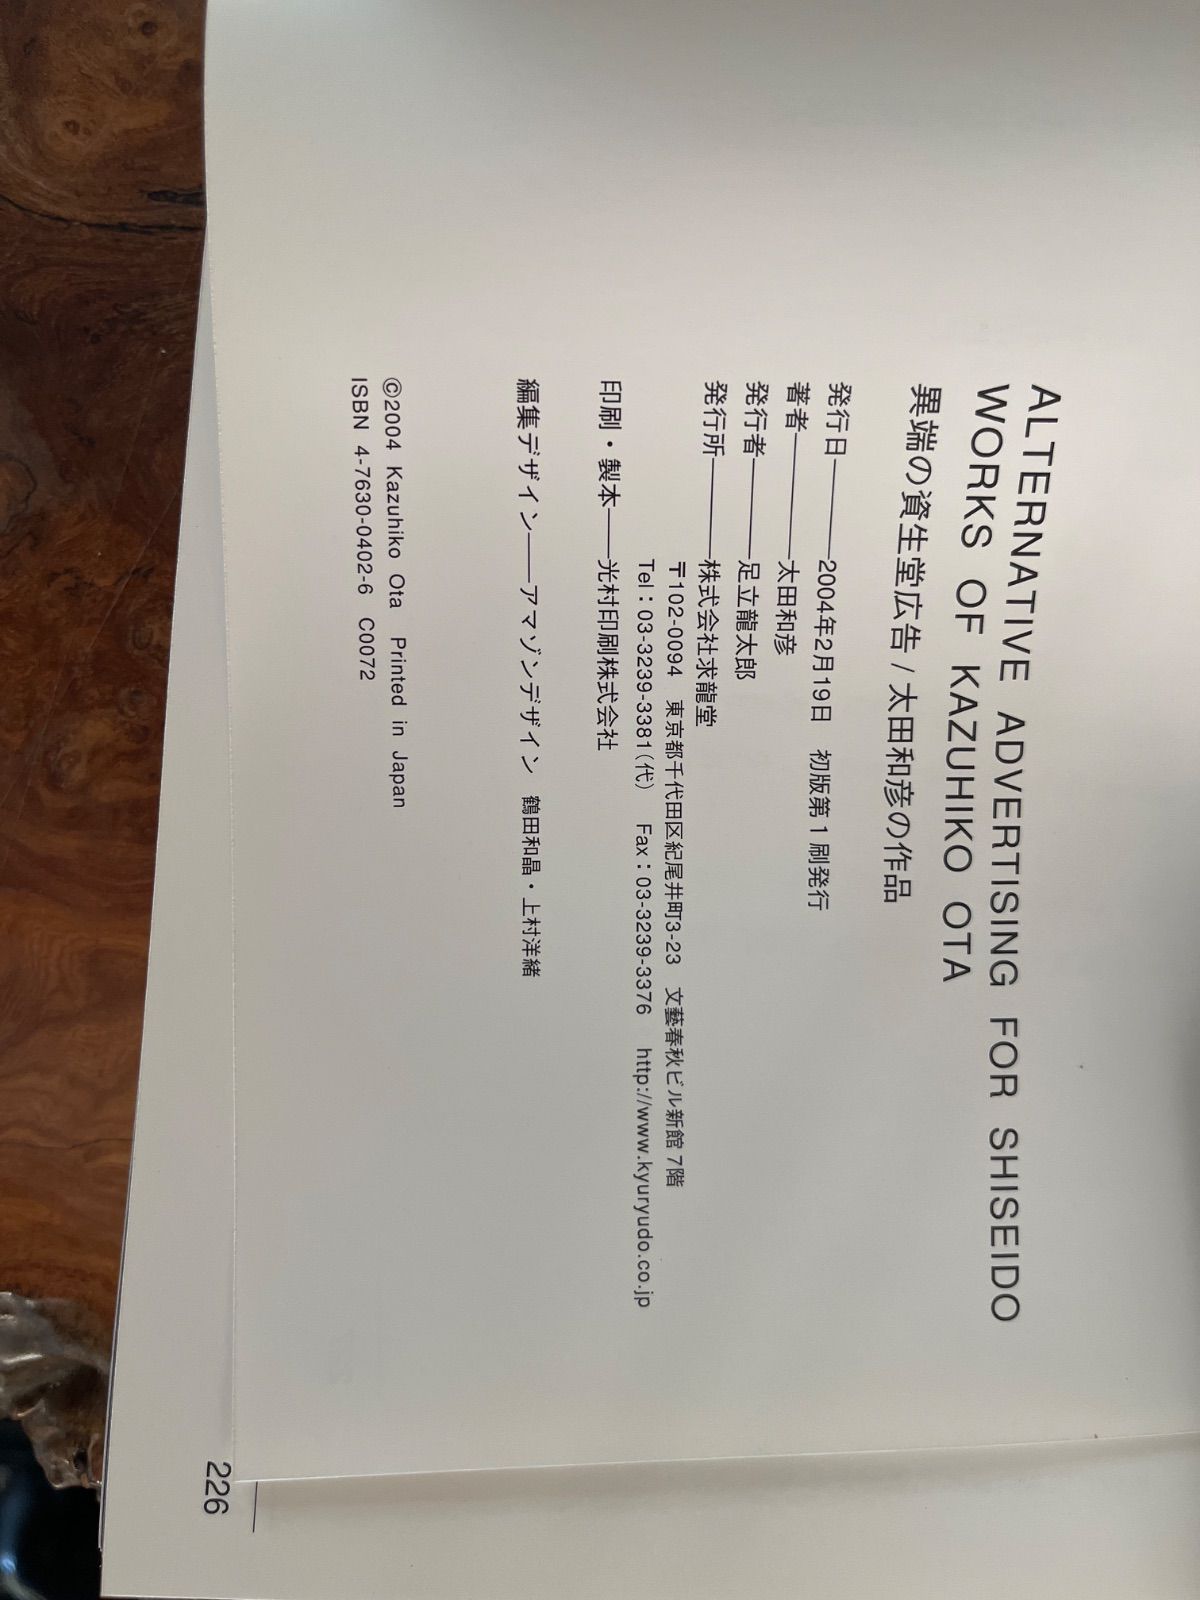 ALTERNATIVE ADVERTISING FOR SHISEIDO
WORKS OF KAZUHIKO OTA
異端の資生堂広告 / 太田和彦の作品
発行日———2004年2月19日　初版第1刷発行
著者————太田和彦
発行者———足立龍太郎
発行所———株式会社求龍堂
〒102-0094　東京都千代田区紀尾井町3-23　文藝春秋ビル新館7階
Tel：03-3239-3381(代)　Fax：03-3239-3376　http://www.kyuryudo.co.jp
印刷・製本——光村印刷株式会社
編集デザイン——アマゾンデザイン　鶴田和晶・上村洋緒
©2004 Kazuhiko Ota Printed in Japan
ISBN 4-7630-0402-6 C0072
226